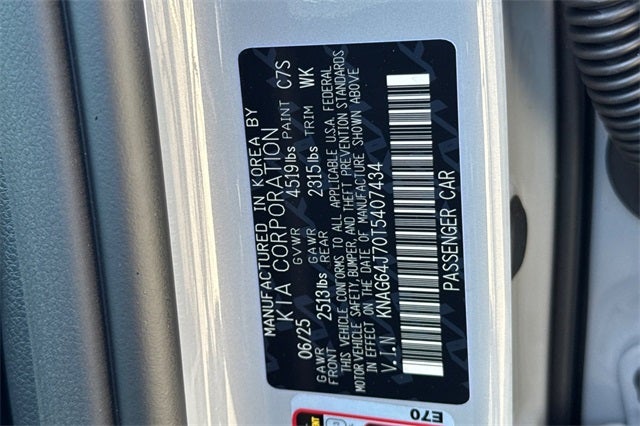 MANUFACTURED IN KOREA BY
KIA CORPORATION
06/25 GVWR 4519lbs PAINT C7S
GAWR FRONT 2513lbs GAWR REAR 2315lbs TRIM WK
THIS VEHICLE CONFORMS TO ALL APPLICABLE U.S.A. FEDERAL
MOTOR VEHICLE SAFETY, BUMPER, AND THEFT PREVENTION STANDARDS
IN EFFECT ON THE DATE OF MANUFACTURE SHOWN ABOVE
V.I.N KNAG64J70T5407434
PASSENGER CAR
E70